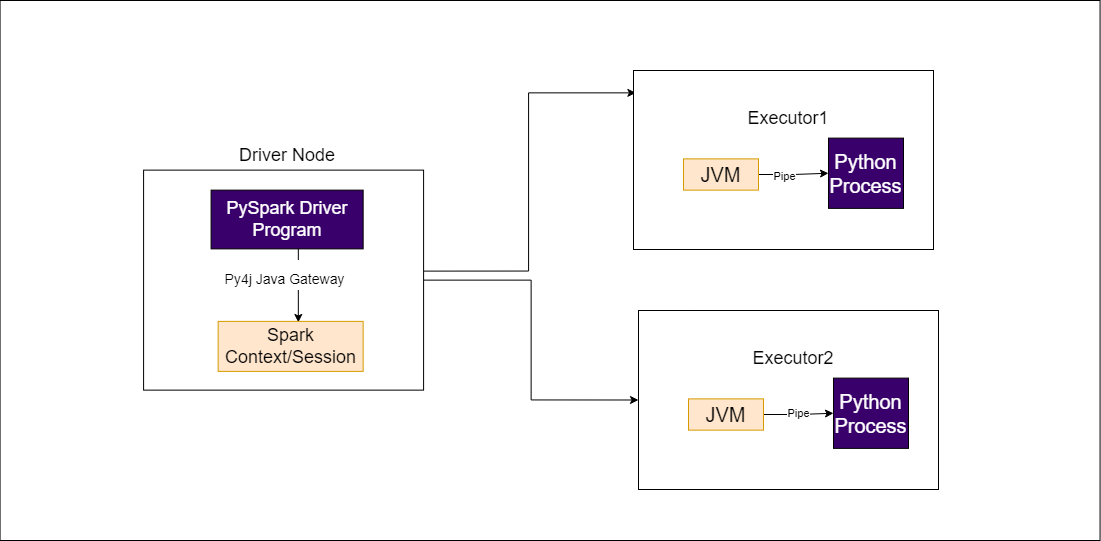 Driver Node
PySpark Driver
Program
Py4j Java Gateway
Spark
Context/Session
Executor1
JVM
Pipe
Python
Process
Executor2
JVM
Pipe
Python
Process